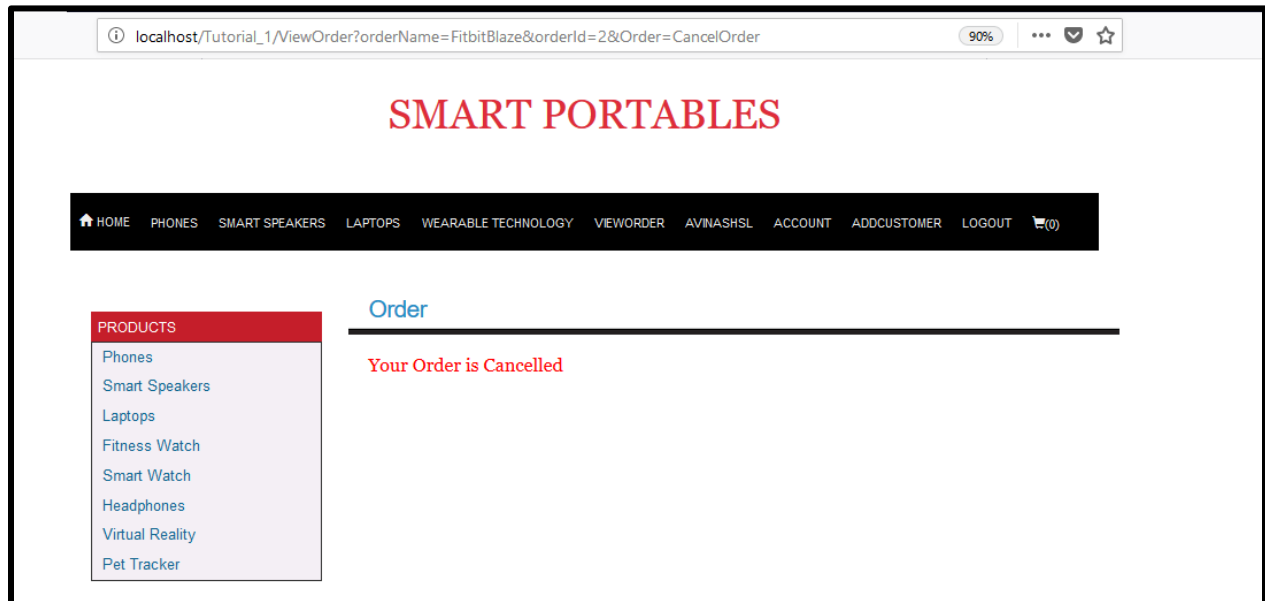 localhost/Tutorial_1/ViewOrder?orderName=FitbitBlaze&orderId=2&Order=CancelOrder 90%
SMART PORTABLES
HOME PHONES SMART SPEAKERS LAPTOPS WEARABLE TECHNOLOGY VIEWORDER AVINASHSL ACCOUNT ADDCUSTOMER LOGOUT (0)
PRODUCTS
Phones
Smart Speakers
Laptops
Fitness Watch
Smart Watch
Headphones
Virtual Reality
Pet Tracker
Order
Your Order is Cancelled